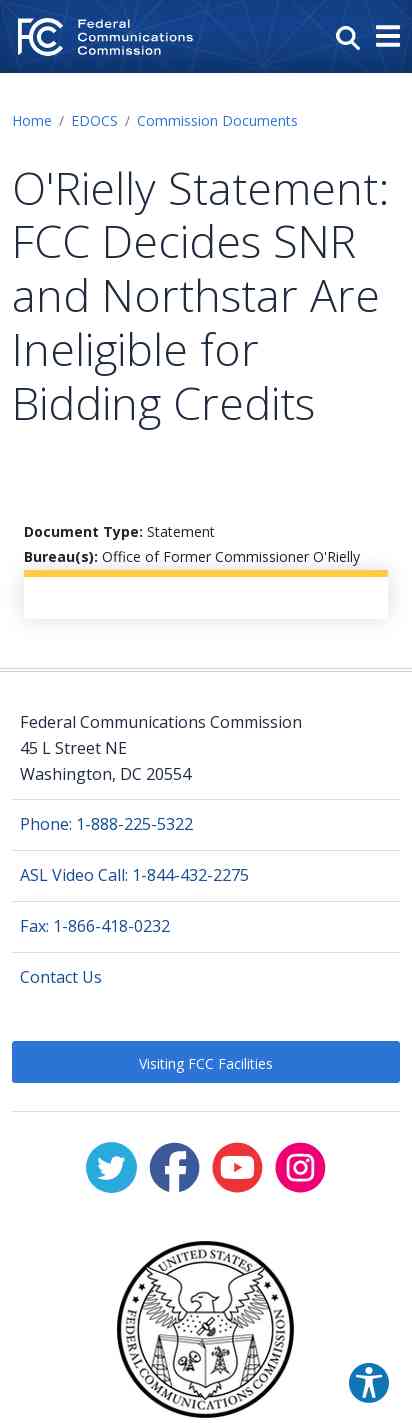 FCC
Federal
Communications
Commission
Home / EDOCS / Commission Documents
O'Rielly Statement:
FCC Decides SNR
and Northstar Are
Ineligible for
Bidding Credits
Document Type: Statement
Bureau(s): Office of Former Commissioner O'Rielly
Federal Communications Commission
45 L Street NE
Washington, DC 20554
Phone: 1-888-225-5322
ASL Video Call: 1-844-432-2275
Fax: 1-866-418-0232
Contact Us
Visiting FCC Facilities
UNITED STATES
FEDERAL COMMUNICATIONS COMMISSION